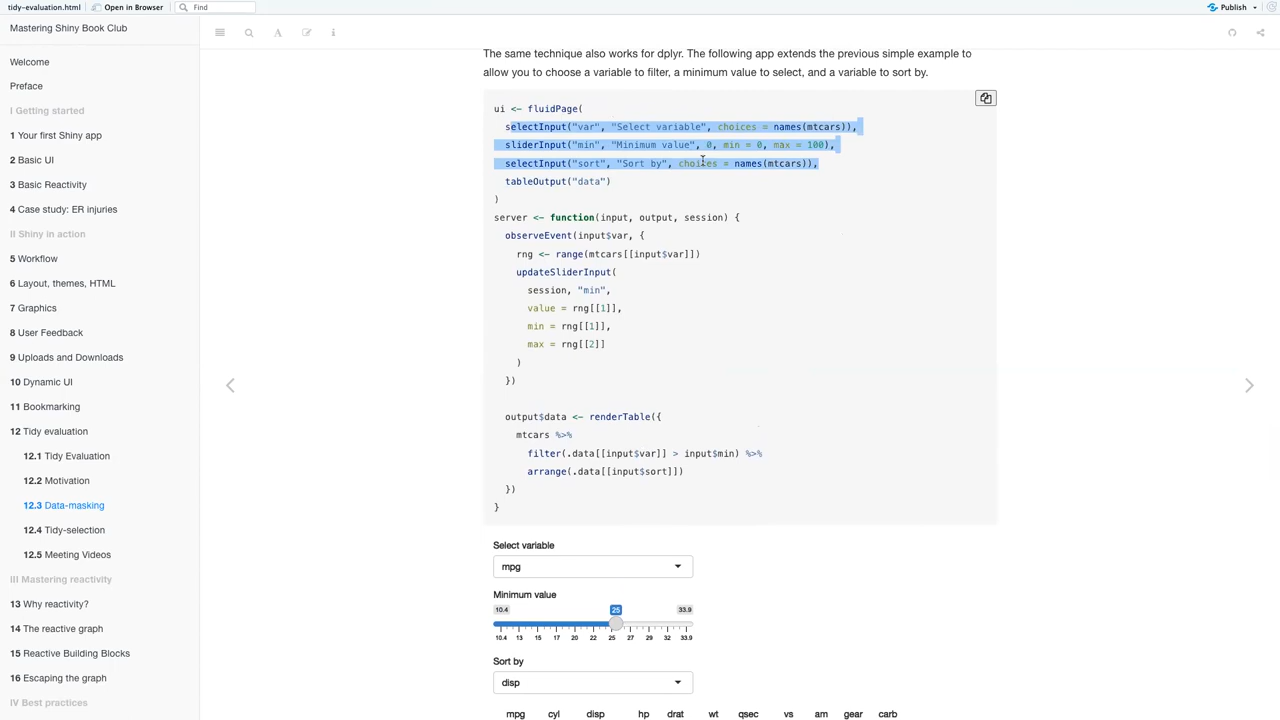 tidy-evaluation.html
Open in Browser
Find
Publish
Mastering Shiny Book Club
Welcome
Preface
I Getting started
1 Your first Shiny app
2 Basic UI
3 Basic Reactivity
4 Case study: ER injuries
II Shiny in action
5 Workflow
6 Layout, themes, HTML
7 Graphics
8 User Feedback
9 Uploads and Downloads
10 Dynamic UI
11 Bookmarking
12 Tidy evaluation
12.1 Tidy Evaluation
12.2 Motivation
12.3 Data-masking
12.4 Tidy-selection
12.5 Meeting Videos
III Mastering reactivity
13 Why reactivity?
14 The reactive graph
15 Reactive Building Blocks
16 Escaping the graph
IV Best practices
The same technique also works for dplyr. The following app extends the previous simple example to
allow you to choose a variable to filter, a minimum value to select, and a variable to sort by.
ui <- fluidPage(
  selectInput("var", "Select variable", choices = names(mtcars)),
  sliderInput("min", "Minimum value", 0, min = 0, max = 100),
  selectInput("sort", "Sort by", choices = names(mtcars)),
  tableOutput("data")
)
server <- function(input, output, session) {
  observeEvent(input$var, {
    rng <- range(mtcars[[input$var]])
    updateSliderInput(
      session, "min",
      value = rng[[1]],
      min = rng[[1]],
      max = rng[[2]]
    )
  })
  output$data <- renderTable({
    mtcars %>%
      filter(.data[[input$var]] > input$min) %>%
      arrange(.data[[input$sort]])
  })
}
Select variable
mpg
Minimum value
10.4 25 33.9
10.4 13 15 17 20 22 25 27 29 32 33.9
Sort by
disp
mpg cyl disp hp drat wt qsec vs am gear carb